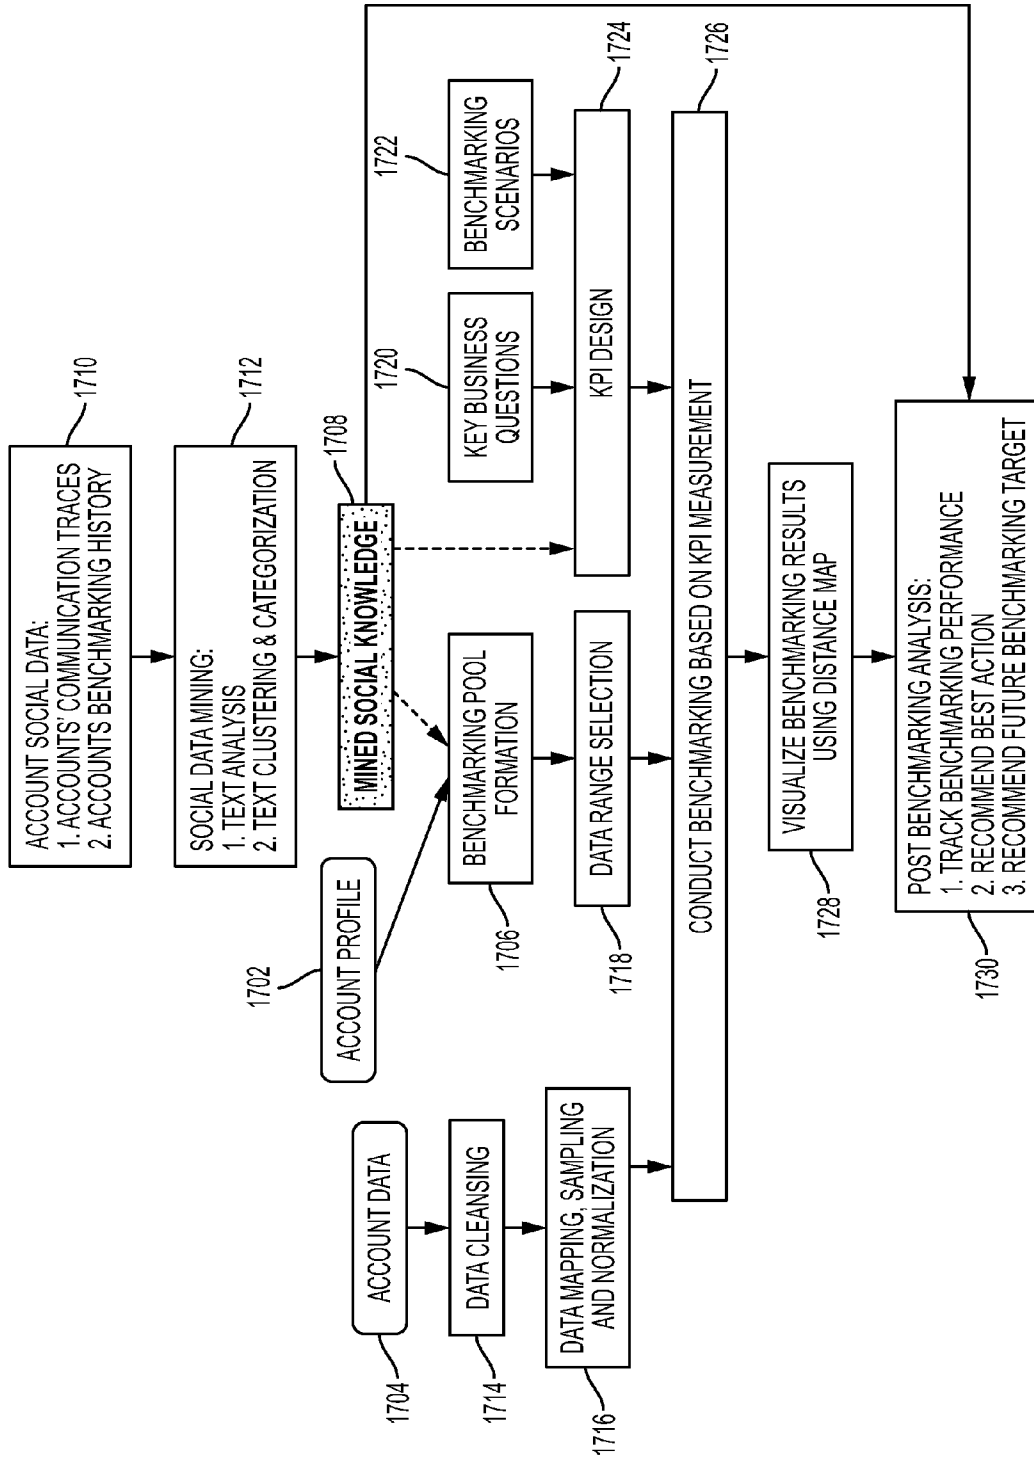 ACCOUNT SOCIAL DATA:
1. ACCOUNTS' COMMUNICATION TRACES
2. ACCOUNTS BENCHMARKING HISTORY
1710
SOCIAL DATA MINING:
1. TEXT ANALYSIS
2. TEXT CLUSTERING & CATEGORIZATION
1712
MINED SOCIAL KNOWLEDGE
1708
1702
ACCOUNT PROFILE
1704
ACCOUNT DATA
1714
DATA CLEANSING
1716
DATA MAPPING, SAMPLING
AND NORMALIZATION
1706
BENCHMARKING POOL
FORMATION
1718
DATA RANGE SELECTION
1720
KEY BUSINESS
QUESTIONS
1722
BENCHMARKING
SCENARIOS
KPI DESIGN
1724
CONDUCT BENCHMARKING BASED ON KPI MEASUREMENT
1726
VISUALIZE BENCHMARKING RESULTS
USING DISTANCE MAP
1728
POST BENCHMARKING ANALYSIS:
1. TRACK BENCHMARKING PERFORMANCE
2. RECOMMEND BEST ACTION
3. RECOMMEND FUTURE BENCHMARKING TARGET
1730